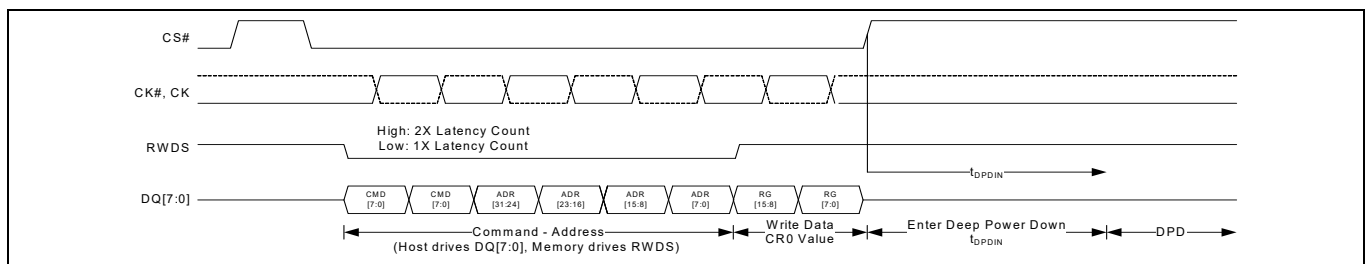 CS#
CK#, CK
High: 2X Latency Count
Low: 1X Latency Count
RWDS
tDPDIN
DQ[7:0]
CMD [7:0]
CMD [7:0]
ADR [31:24]
ADR [23:16]
ADR [15:8]
ADR [7:0]
RG [15:8]
RG [7:0]
Command - Address
(Host drives DQ[7:0], Memory drives RWDS)
Write Data
CR0 Value
Enter Deep Power Down
tDPDIN
DPD